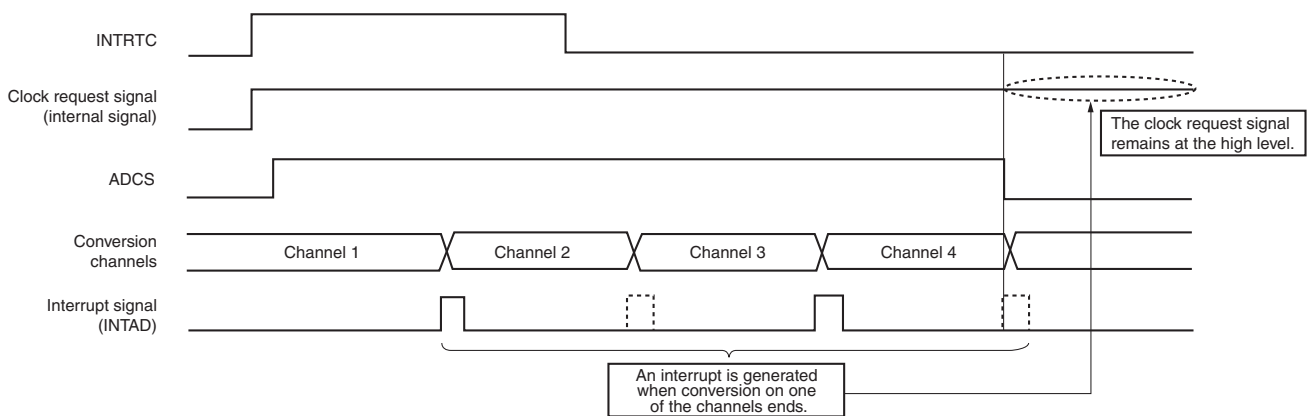 INTRTC
Clock request signal
(internal signal)
The clock request signal
remains at the high level.
ADCS
Conversion
channels
Channel 1
Channel 2
Channel 3
Channel 4
Interrupt signal
(INTAD)
An interrupt is generated
when conversion on one
of the channels ends.